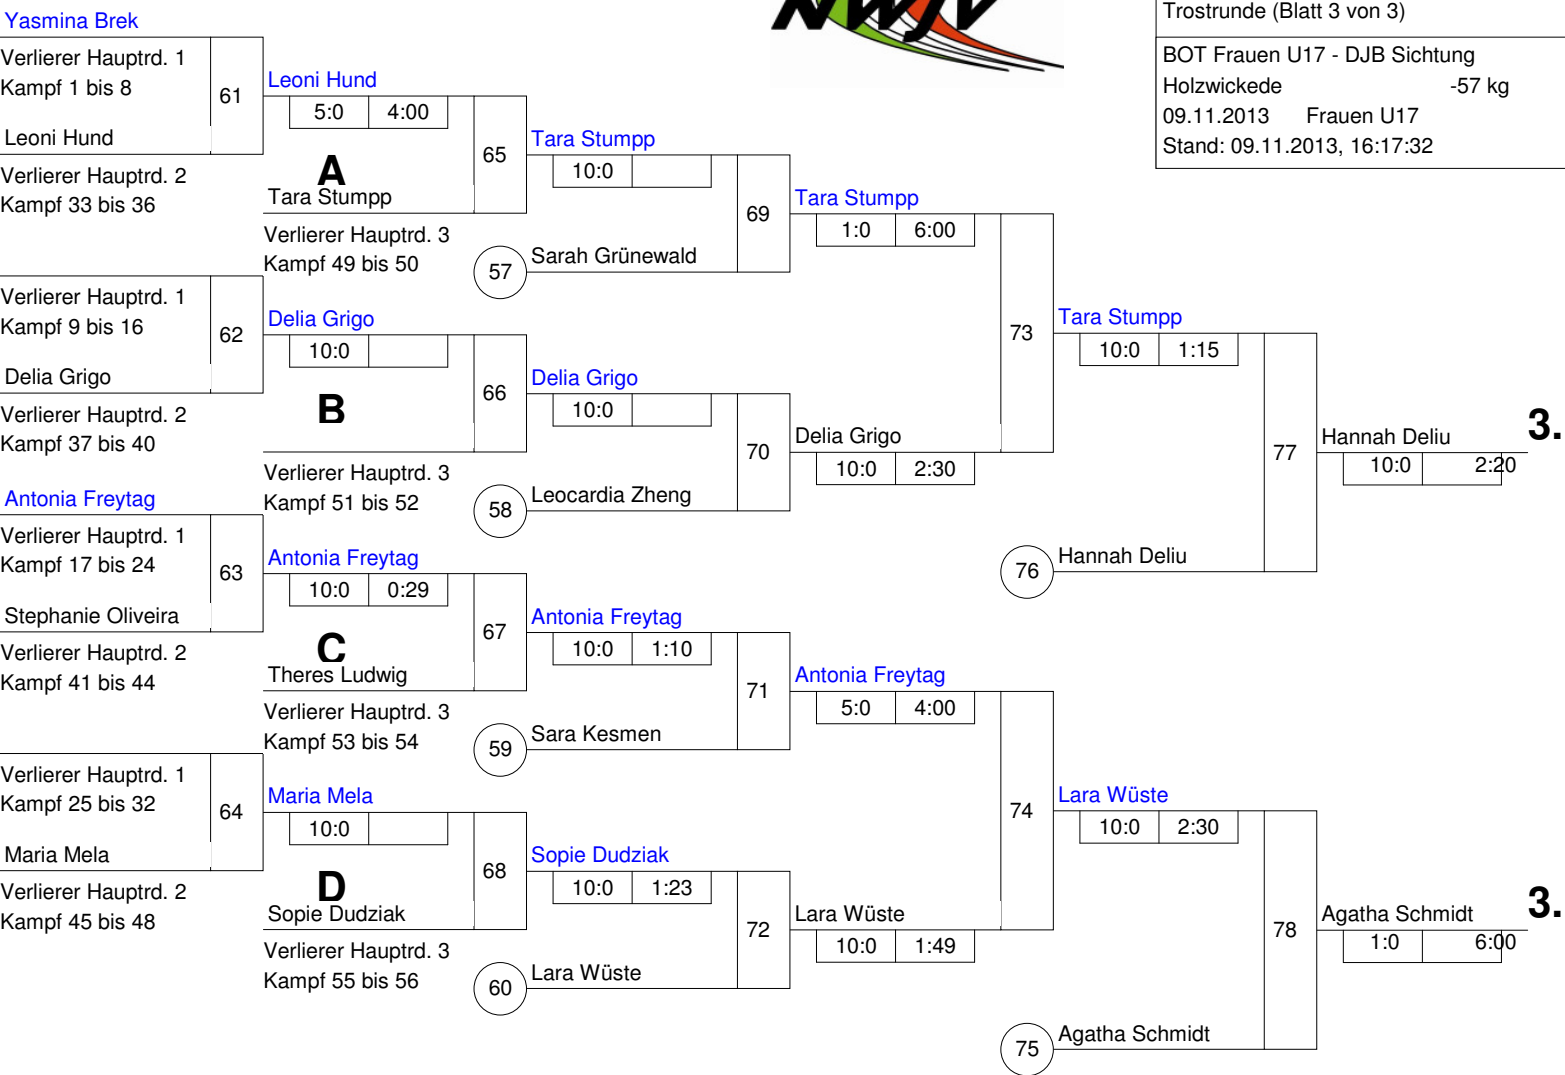 NWJV
Trostrunde (Blatt 3 von 3)
BOT Frauen U17 - DJB Sichtung
Holzwickede -57 kg
09.11.2013 Frauen U17
Stand: 09.11.2013, 16:17:32
Yasmina Brek
Verlierer Hauptrd. 1
Kampf 1 bis 8
61
Leoni Hund
Verlierer Hauptrd. 2
Kampf 33 bis 36
Verlierer Hauptrd. 1
Kampf 9 bis 16
62
Delia Grigo
Verlierer Hauptrd. 2
Kampf 37 bis 40
Antonia Freytag
Verlierer Hauptrd. 1
Kampf 17 bis 24
63
Stephanie Oliveira
Verlierer Hauptrd. 2
Kampf 41 bis 44
Verlierer Hauptrd. 1
Kampf 25 bis 32
64
Maria Mela
Verlierer Hauptrd. 2
Kampf 45 bis 48
Leoni Hund
5:0 4:00
A
65
Tara Stumpp
Verlierer Hauptrd. 3
Kampf 49 bis 50
Delia Grigo
10:0
B
66
Verlierer Hauptrd. 3
Kampf 51 bis 52
Antonia Freytag
10:0 0:29
C
67
Theres Ludwig
Verlierer Hauptrd. 3
Kampf 53 bis 54
Maria Mela
10:0
D
68
Sopie Dudziak
Verlierer Hauptrd. 3
Kampf 55 bis 56
Tara Stumpp
10:0
69
57 Sarah Grünewald
Delia Grigo
10:0
70
58 Leocardia Zheng
Antonia Freytag
10:0 1:10
71
59 Sara Kesmen
Sopie Dudziak
10:0 1:23
72
60 Lara Wüste
Tara Stumpp
1:0 6:00
73
Delia Grigo
10:0 2:30
Antonia Freytag
5:0 4:00
74
Lara Wüste
10:0 1:49
Tara Stumpp
10:0 1:15
77
76 Hannah Deliu
Lara Wüste
10:0 2:30
78
75 Agatha Schmidt
Hannah Deliu 3.
10:0 2:20
Agatha Schmidt 3.
1:0 6:00